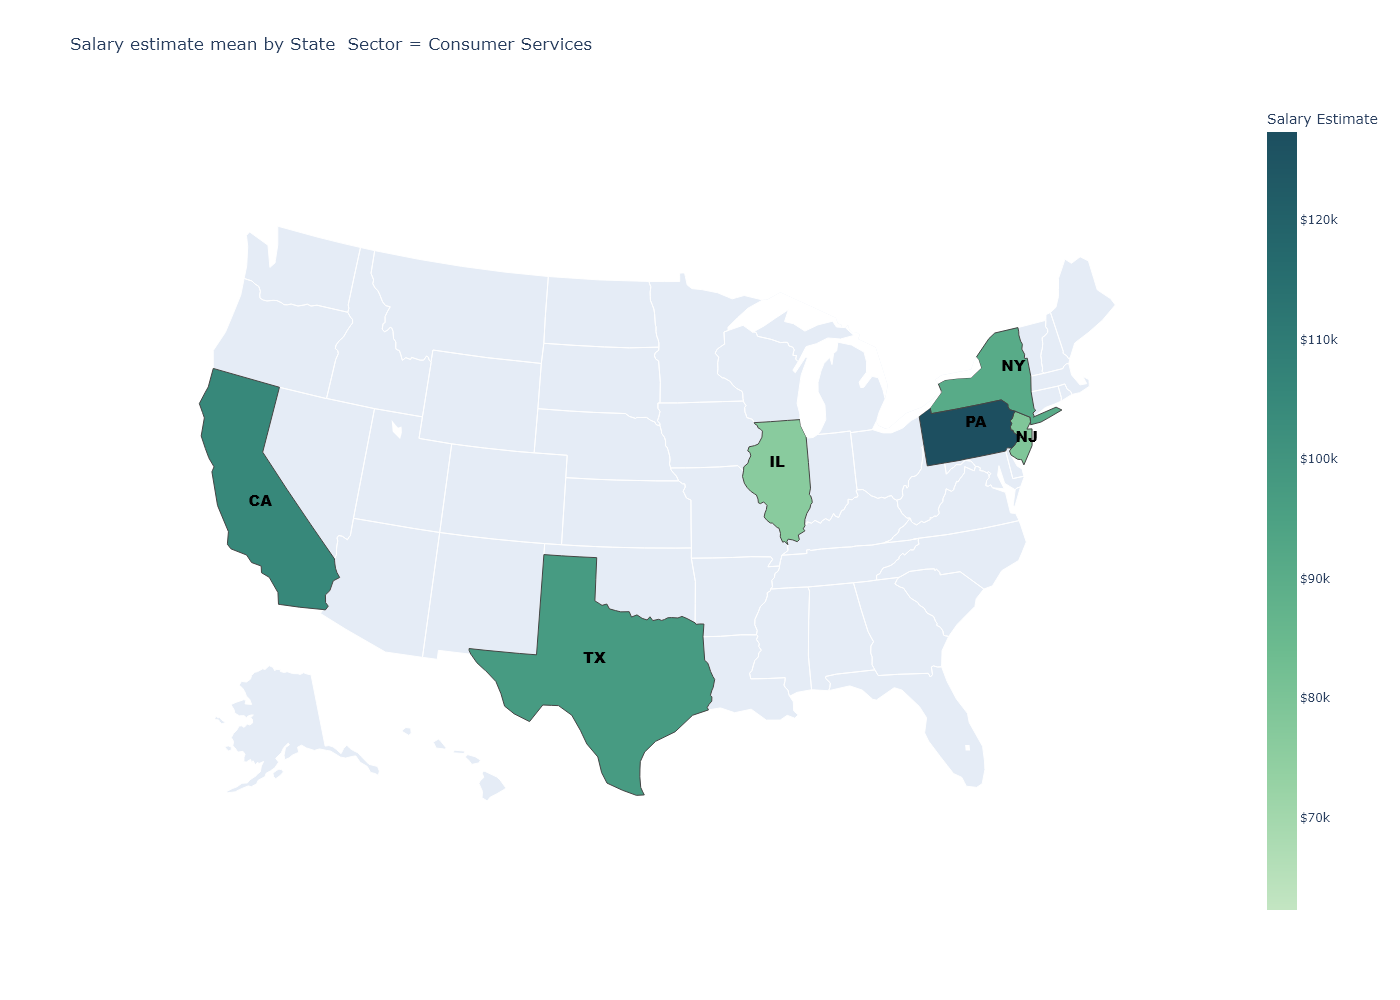 Salary estimate mean by State  Sector = Consumer Services
Salary Estimate
$120k
$110k
$100k
$90k
$80k
$70k
NY
PA
NJ
IL
CA
TX